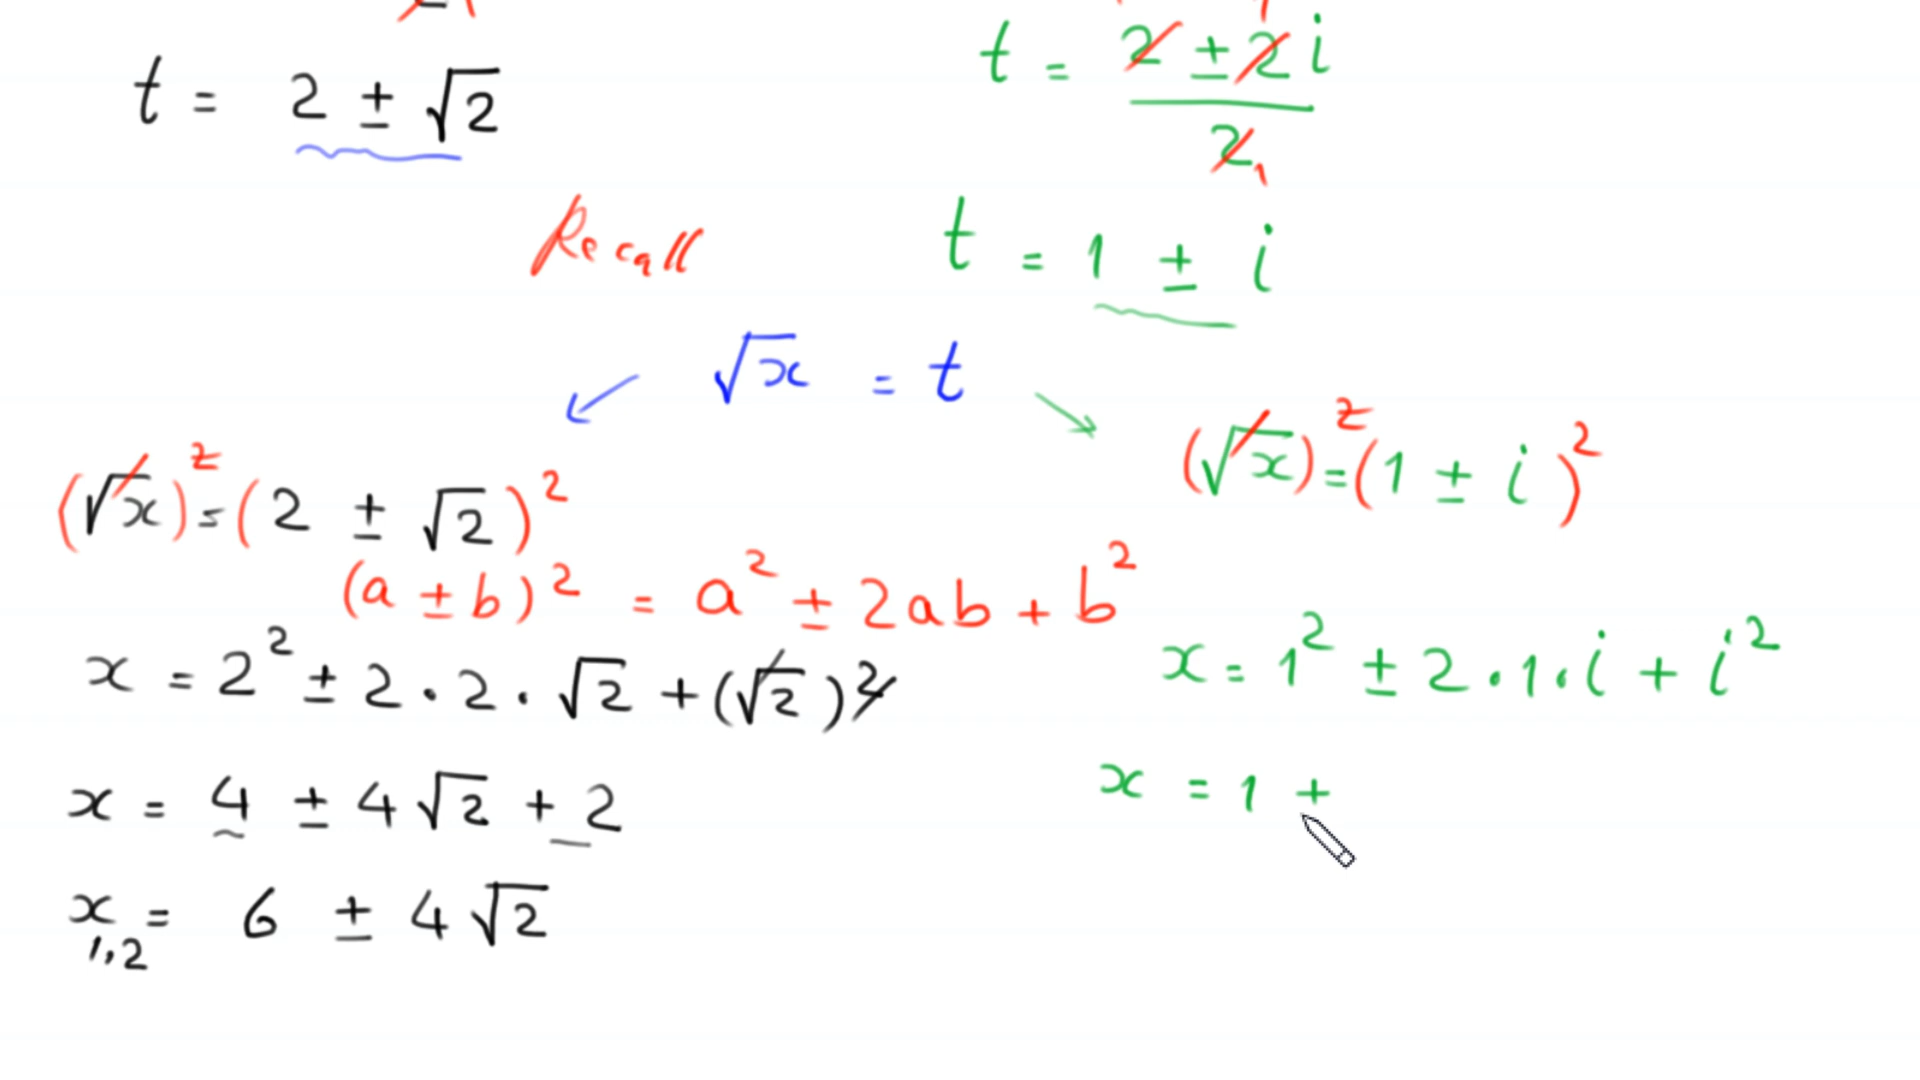 t = 2 ± √2
t = 2 ± 2i / 2 1
Recall
t = 1 ± i
√x = t
(√x)² = (2 ± √2)²
(√x)² = (1 ± i)²
(a ± b)² = a² ± 2ab + b²
x = 2² ± 2 · 2 · √2 + (√2)²
x = 1² ± 2 · 1 · i + i²
x = 4 ± 4√2 + 2
x = 1 +
x₁,₂ = 6 ± 4√2